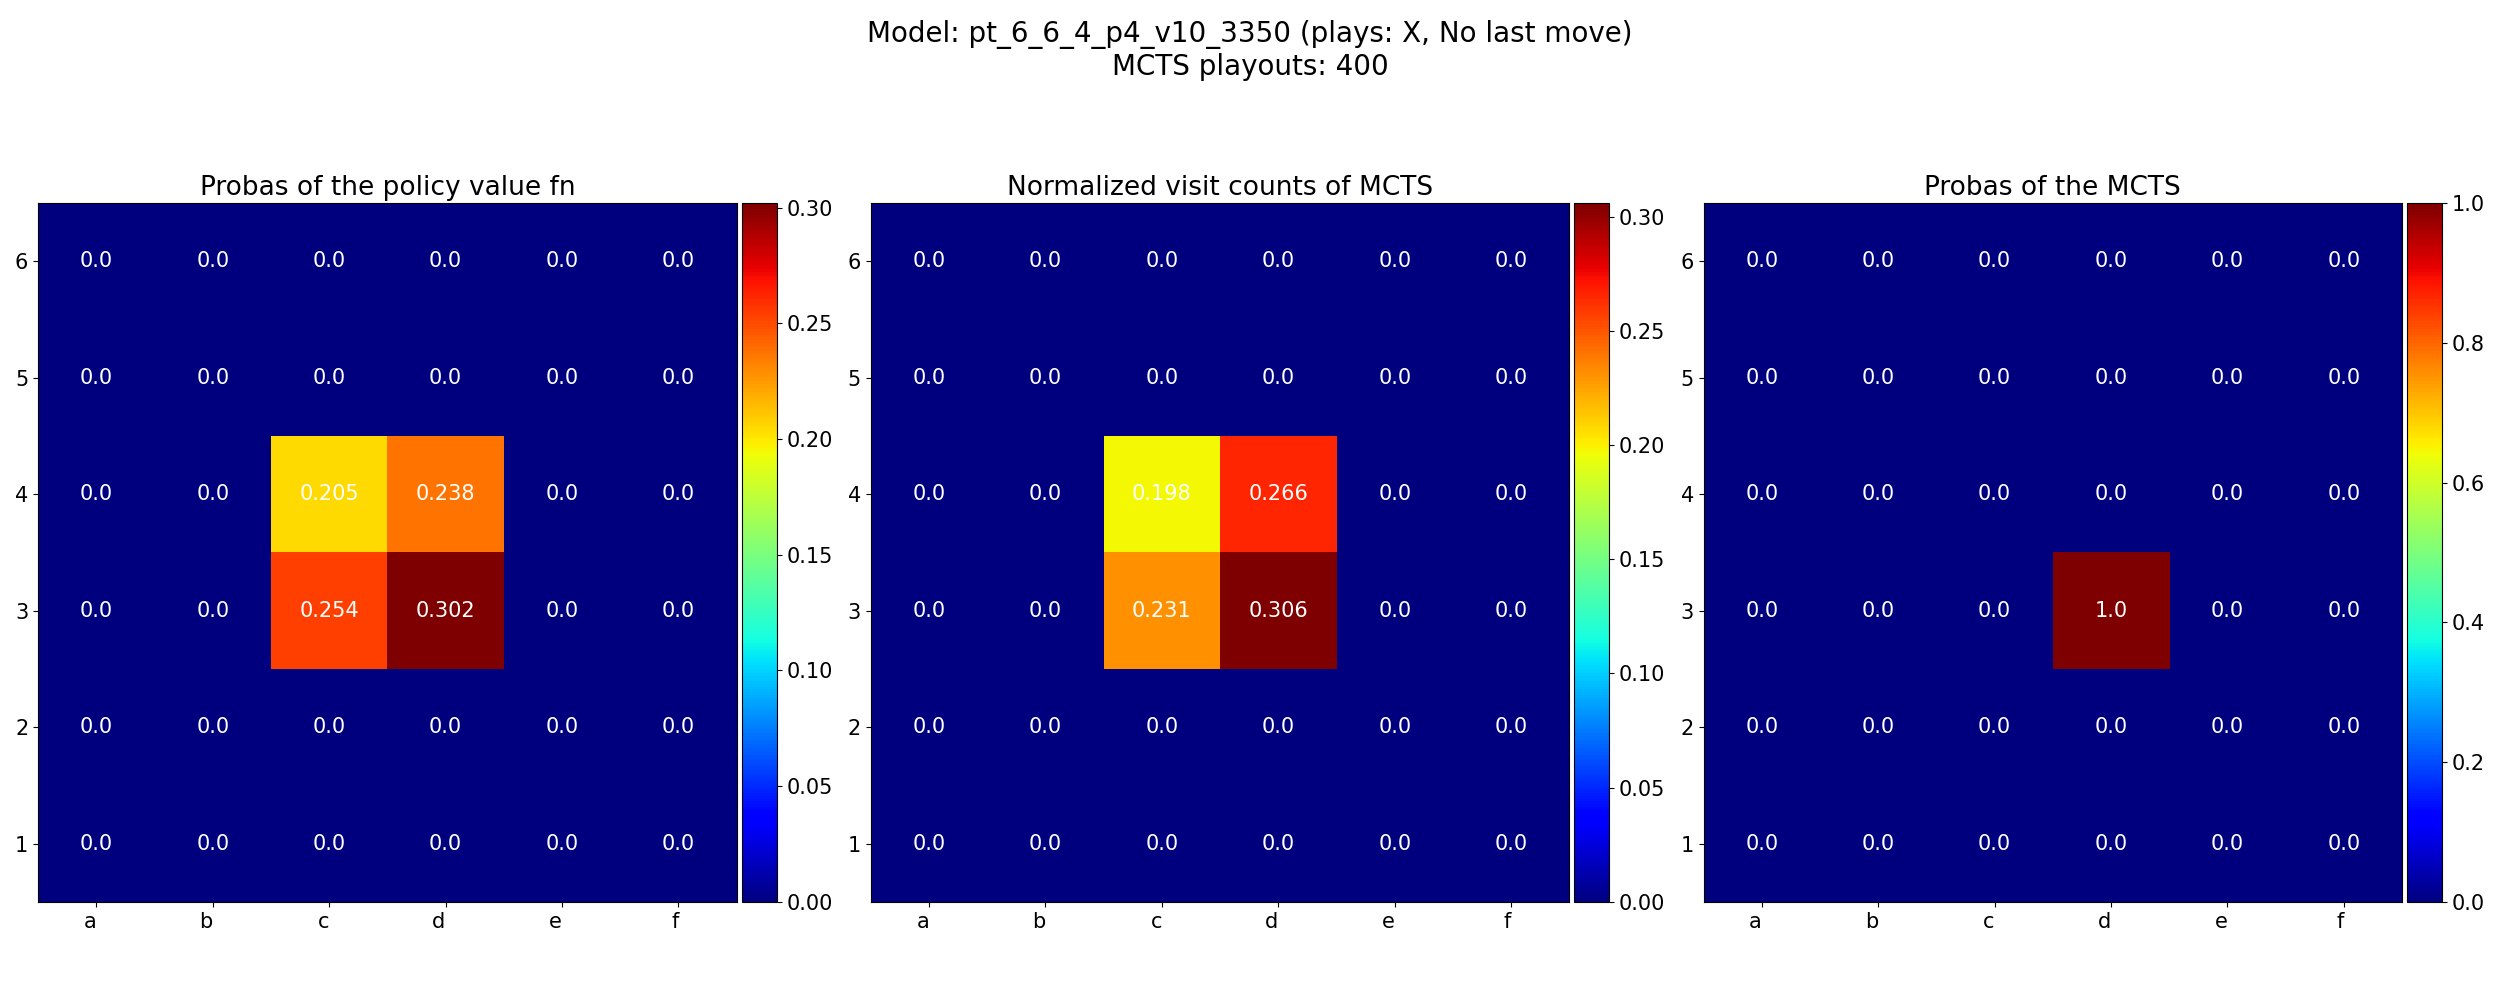 Model: pt_6_6_4_p4_v10_3350 (plays: X, No last move)
MCTS playouts: 400
Probas of the policy value fn
6 0.0 0.0 0.0 0.0 0.0 0.0
5 0.0 0.0 0.0 0.0 0.0 0.0
4 0.0 0.0 0.205 0.238 0.0 0.0
3 0.0 0.0 0.254 0.302 0.0 0.0
2 0.0 0.0 0.0 0.0 0.0 0.0
1 0.0 0.0 0.0 0.0 0.0 0.0
a b c d e f
0.30
0.25
0.20
0.15
0.10
0.05
0.00
Normalized visit counts of MCTS
6 0.0 0.0 0.0 0.0 0.0 0.0
5 0.0 0.0 0.0 0.0 0.0 0.0
4 0.0 0.0 0.198 0.266 0.0 0.0
3 0.0 0.0 0.231 0.306 0.0 0.0
2 0.0 0.0 0.0 0.0 0.0 0.0
1 0.0 0.0 0.0 0.0 0.0 0.0
a b c d e f
0.30
0.25
0.20
0.15
0.10
0.05
0.00
Probas of the MCTS
6 0.0 0.0 0.0 0.0 0.0 0.0
5 0.0 0.0 0.0 0.0 0.0 0.0
4 0.0 0.0 0.0 0.0 0.0 0.0
3 0.0 0.0 0.0 1.0 0.0 0.0
2 0.0 0.0 0.0 0.0 0.0 0.0
1 0.0 0.0 0.0 0.0 0.0 0.0
a b c d e f
1.0
0.8
0.6
0.4
0.2
0.0